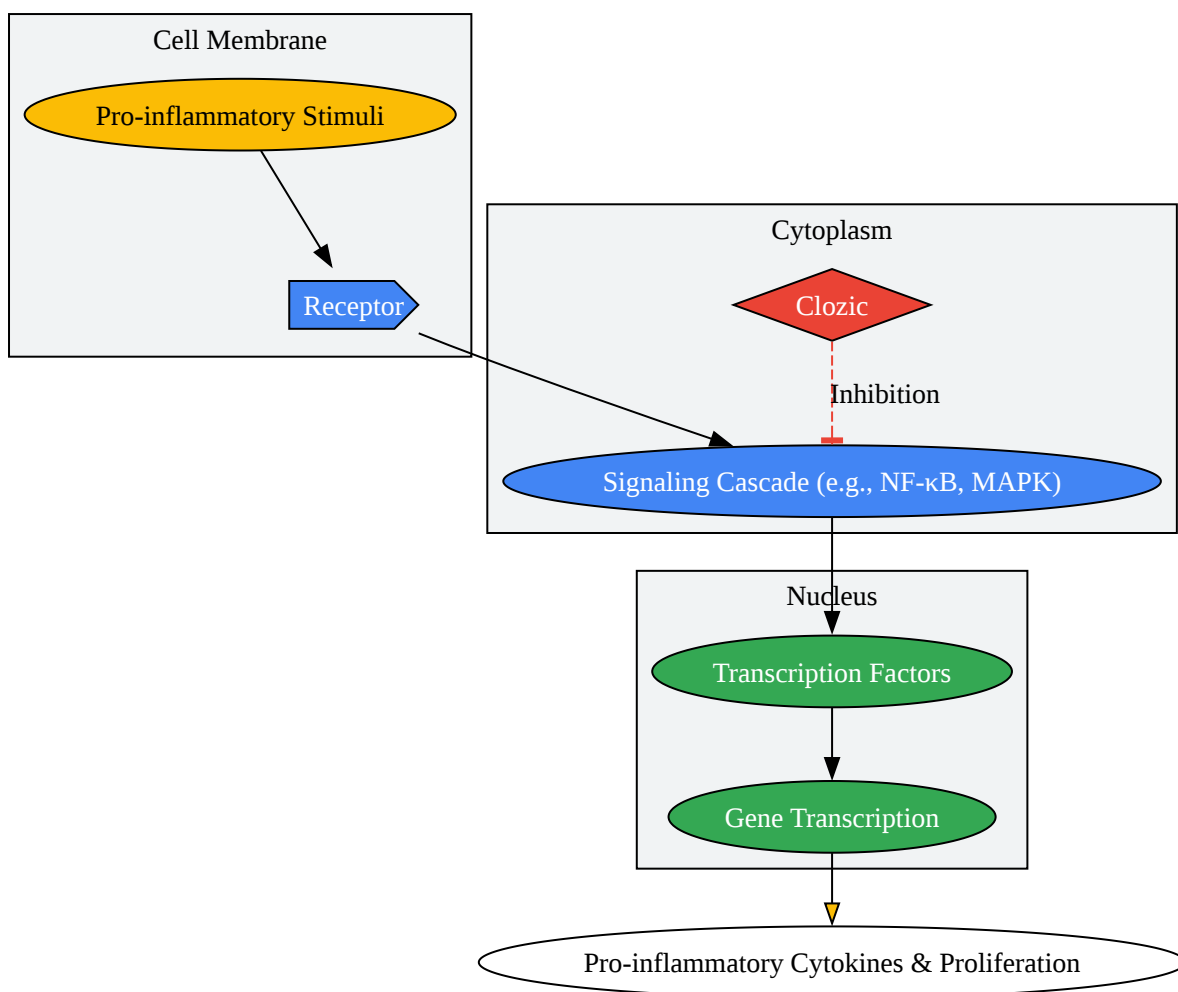 Cell Membrane
Pro-inflammatory Stimuli
Receptor
Cytoplasm
Clozic
Inhibition
Signaling Cascade (e.g., NF-κB, MAPK)
Nucleus
Transcription Factors
Gene Transcription
Pro-inflammatory Cytokines & Proliferation